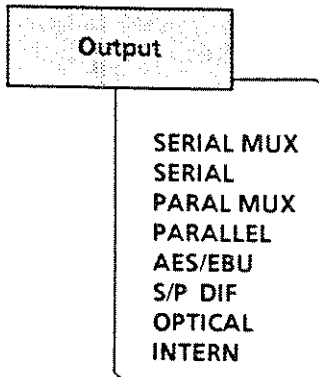 Output
SERIAL MUX
SERIAL
PARAL MUX
PARALLEL
AES/EBU
S/P DIF
OPTICAL
INTERN